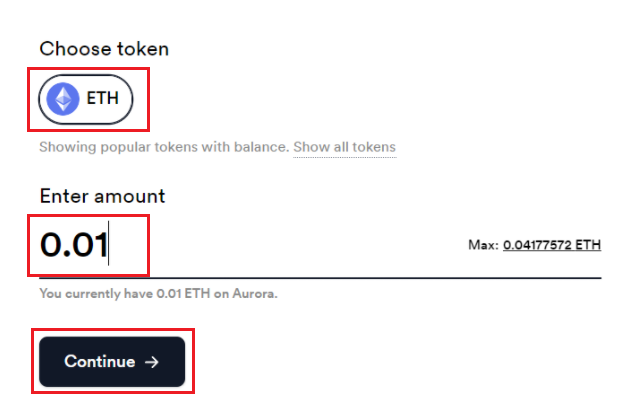 Choose token
ETH
Showing popular tokens with balance. Show all tokens
Enter amount
0.01
Max: 0.04177572 ETH
You currently have 0.01 ETH on Aurora.
Continue →